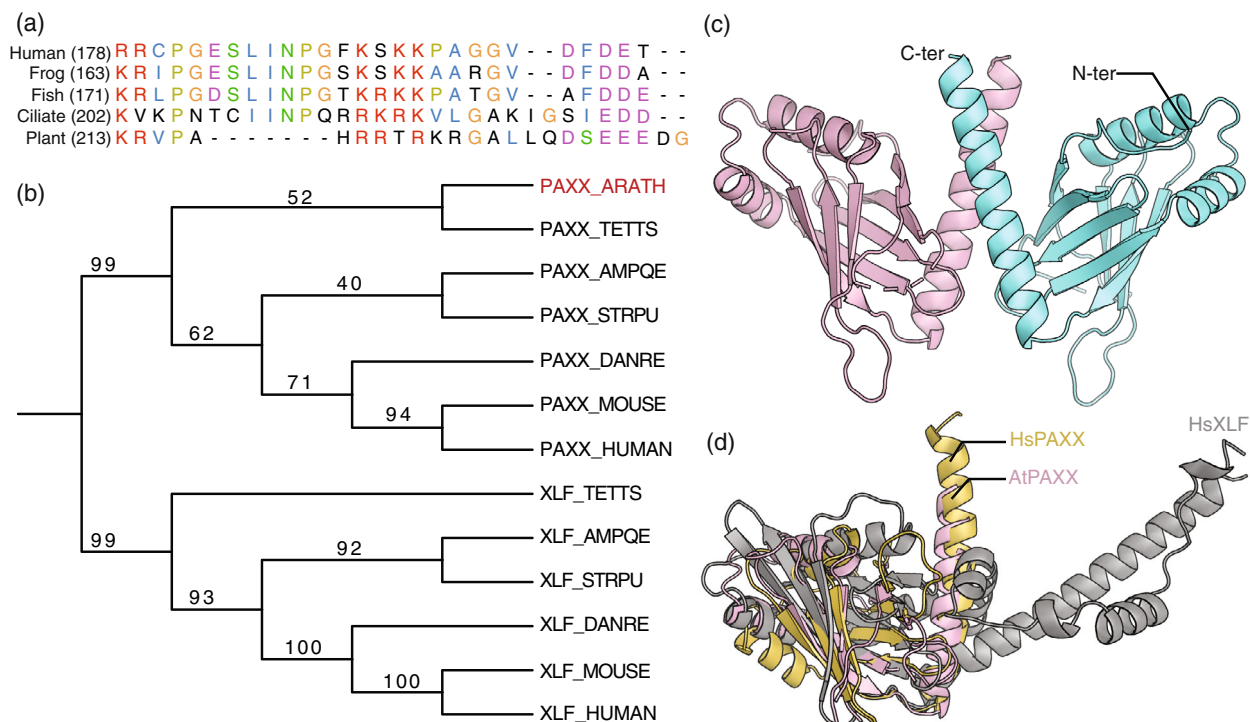 (a)
Human (178) R R C P G E S L I N P G F K S K K P A G G V - - D F D E T - -
Frog (163) K R I P G E S L I N P G S K S K K A A R G V - - D F D D A - -
Fish (171) K R L P G D S L I N P G T K R K K P A T G V - - A F D D E - - -
Ciliate (202) K V K P N T C I I N P Q R R K R K V L G A K I G S I E D D - -
Plant (213) K R V P A - - - - - - - H R R T R K R G A L L Q D S E E E D G
(b)
52
PAXX_ARATH
PAXX_TETTS
99
40
PAXX_AMPQE
PAXX_STRPU
62
71
PAXX_DANRE
94
PAXX_MOUSE
PAXX_HUMAN
XLF_TETTS
99
92
XLF_AMPQE
XLF_STRPU
93
100
XLF_DANRE
100
XLF_MOUSE
XLF_HUMAN
(c)
C-ter
N-ter
(d)
HsPAXX
AtPAXX
HsXLF